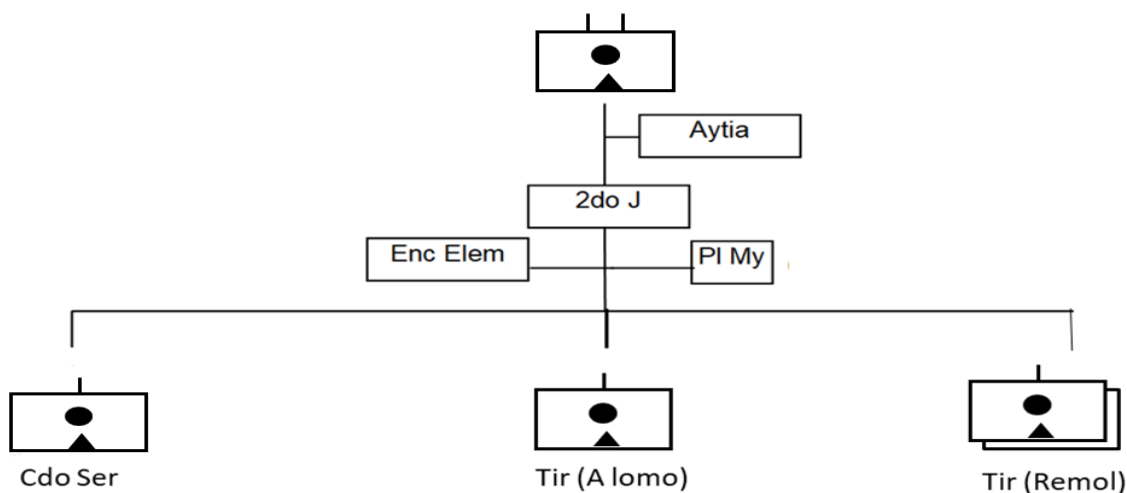 Aytia
2do J
Enc Elem
Pl My
Cdo Ser
Tir (A lomo)
Tir (Remol)